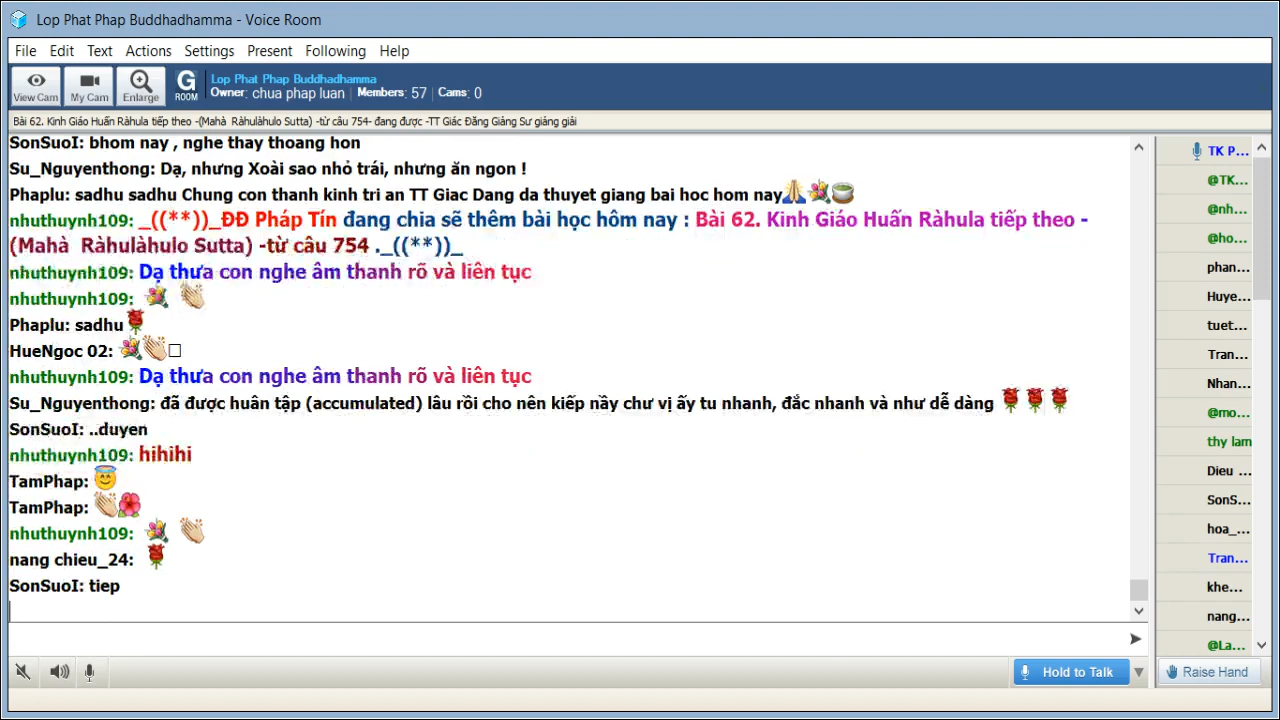 Lop Phat Phap Buddhadhamma - Voice Room
File Edit Text Actions Settings Present Following Help
View Cam My Cam Enlarge G ROOM Lop Phat Phap Buddhadhamma
Owner: chua phap luan Members: 57 Cams: 0
Bài 62. Kinh Giáo Huấn Ràhula tiếp theo -(Mahà Ràhulàhulo Sutta) -từ câu 754- đang được -TT Giác Đăng Giảng Sư giảng giải
SonSuoI: bhom nay , nghe thay thoang hon
Su_Nguyenthong: Dạ, nhưng Xoài sao nhỏ trái, nhưng ăn ngon !
Phaplu: sadhu sadhu Chung con thanh kinh tri an TT Giac Dang da thuyet giang bai hoc hom nay
nhuthuynh109: _((**))_ĐĐ Pháp Tín đang chia sẽ thêm bài học hôm nay : Bài 62. Kinh Giáo Huấn Ràhula tiếp theo -
(Mahà Ràhulàhulo Sutta) -từ câu 754 ._((**))_
nhuthuynh109: Dạ thưa con nghe âm thanh rõ và liên tục
nhuthuynh109:
Phaplu: sadhu
HueNgoc 02:
nhuthuynh109: Dạ thưa con nghe âm thanh rõ và liên tục
Su_Nguyenthong: đã được huân tập (accumulated) lâu rồi cho nên kiếp nầy chư vị ấy tu nhanh, đắc nhanh và như dễ dàng
SonSuoI: ..duyen
nhuthuynh109: hihihi
TamPhap:
TamPhap:
nhuthuynh109:
nang chieu_24:
SonSuoI: tiep
TK P...
@TK...
@nh...
@ho...
phan...
Huye...
tuet...
Tran...
Nhan...
@mo...
thy lam
Dieu ...
SonS...
hoa_...
Tran...
khe...
nang...
@La...
Hold to Talk
Raise Hand